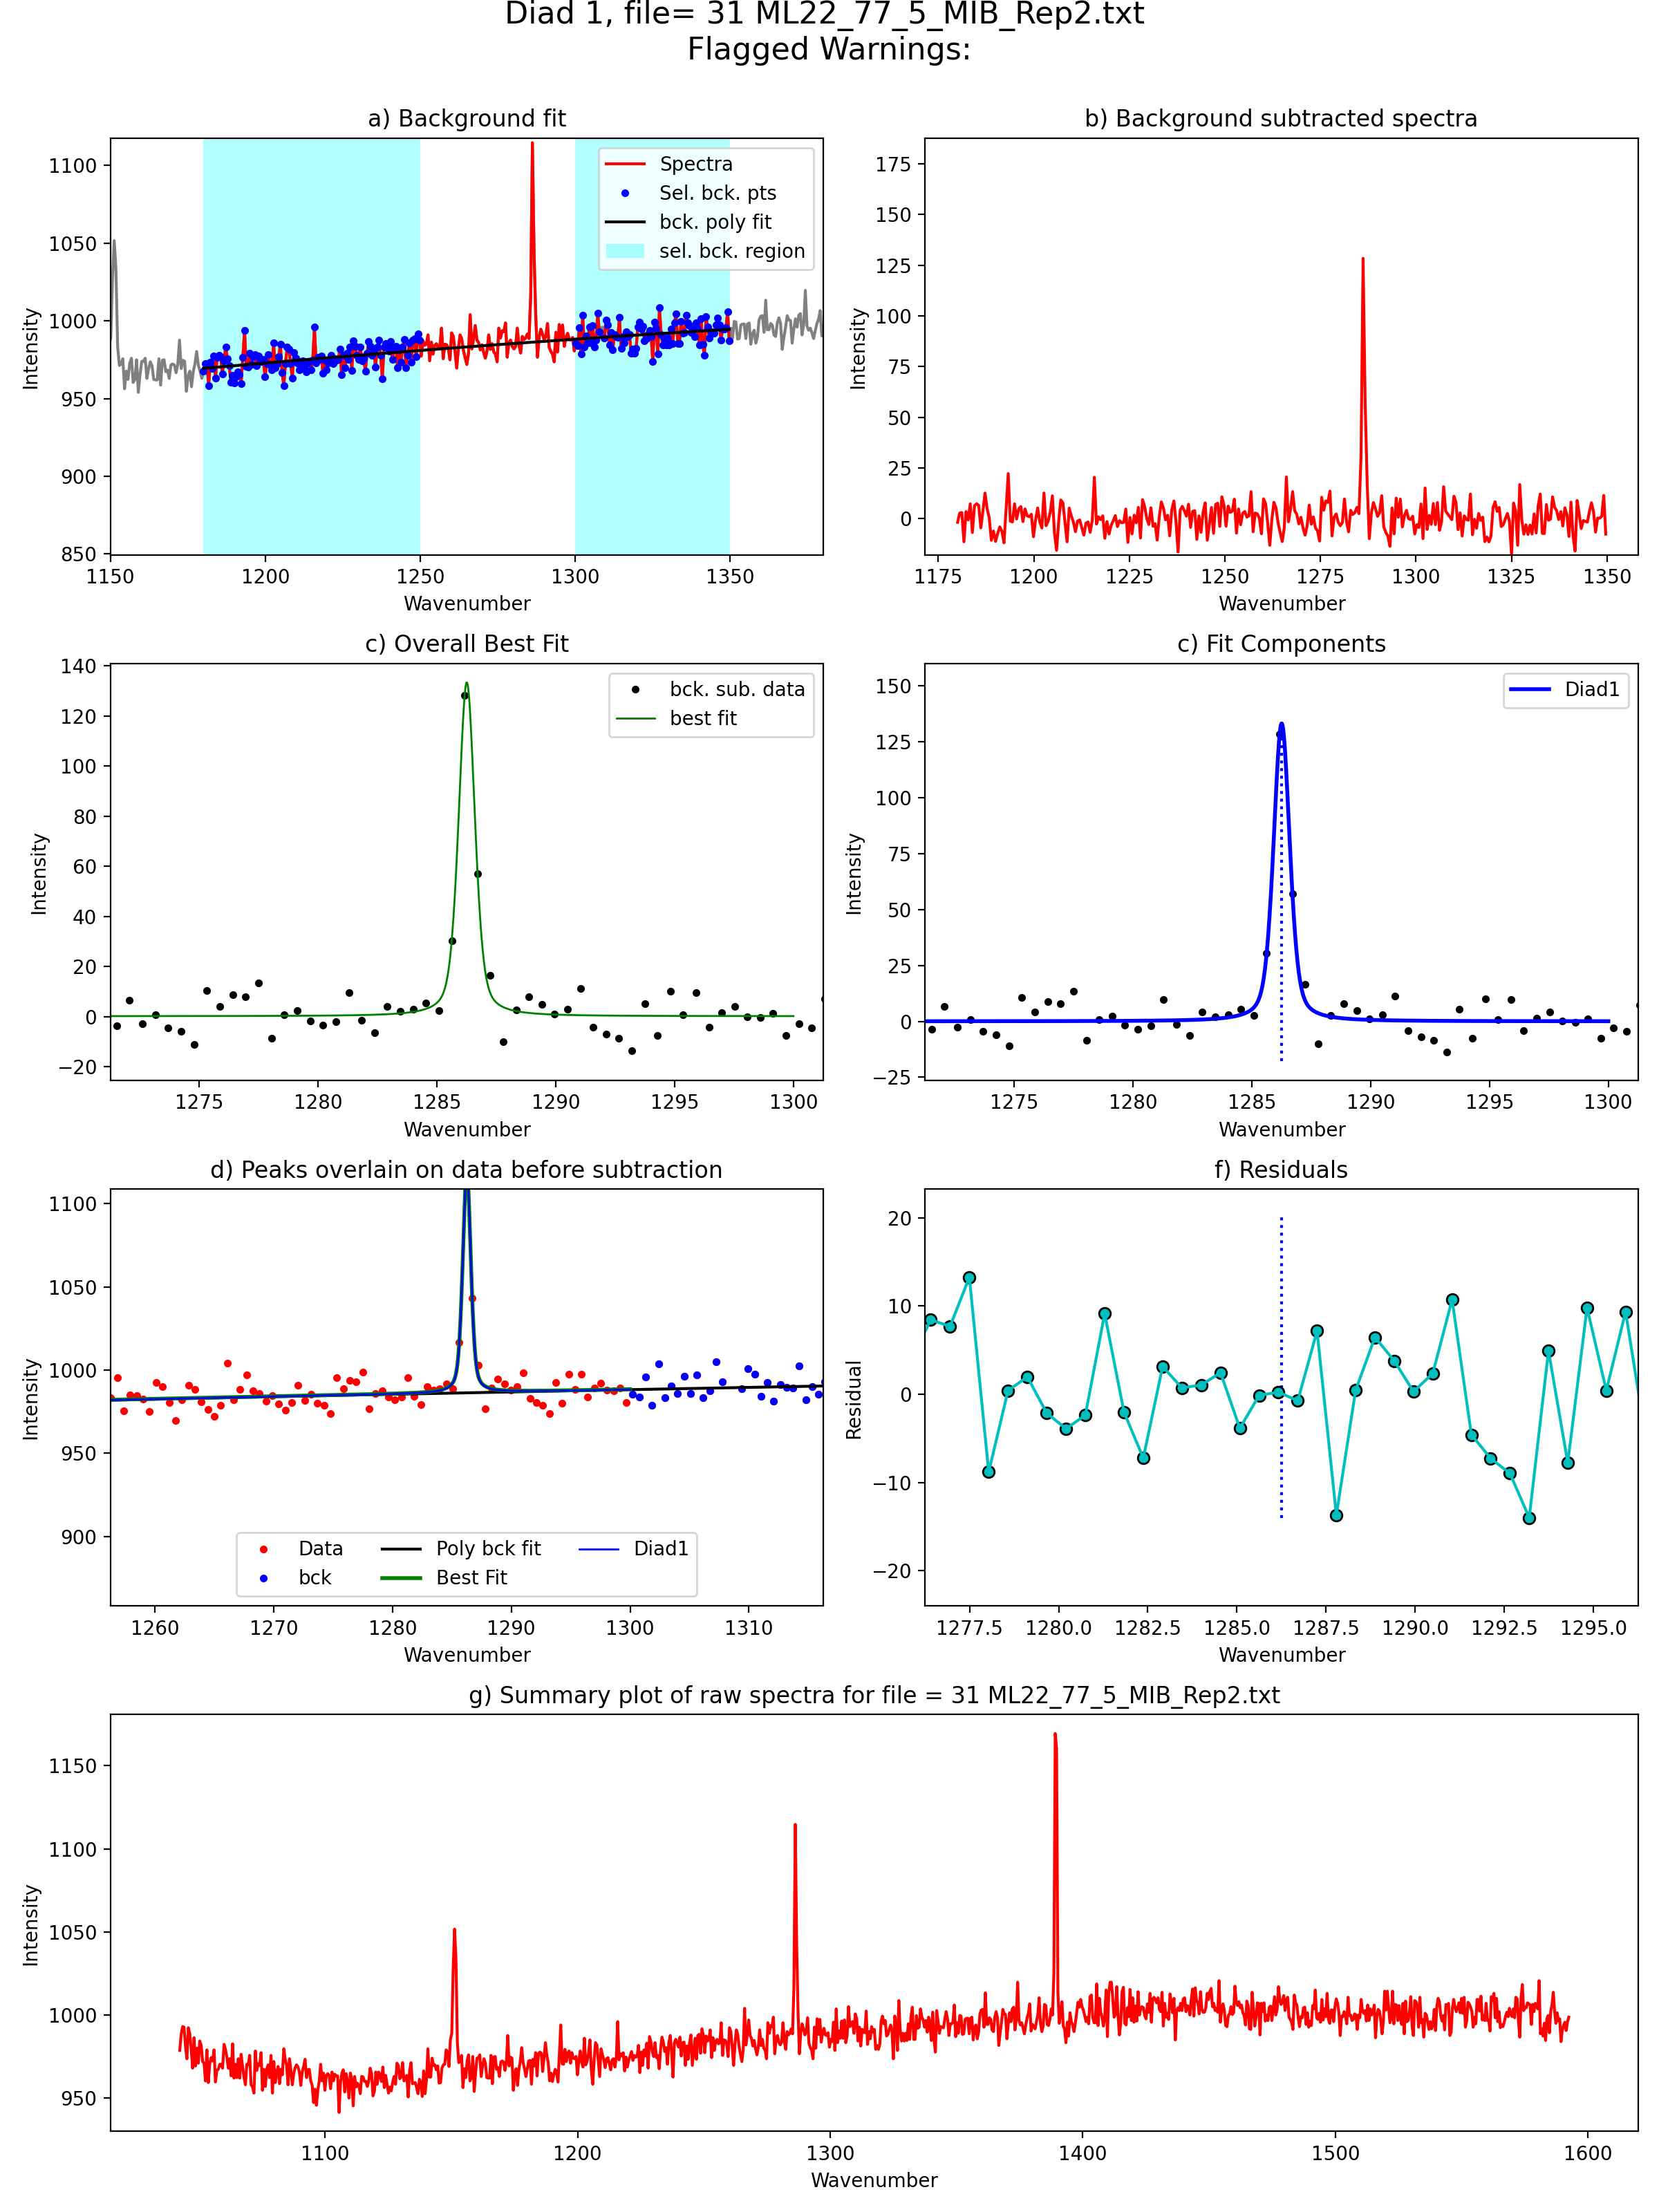 Diad 1, file= 31 ML22_77_5_MIB_Rep2.txt
Flagged Warnings:
a) Background fit
1100
1050
1000
950
900
850
Intensity
Spectra
Sel. bck. pts
bck. poly fit
sel. bck. region
1150 1200 1250 1300 1350
Wavenumber
b) Background subtracted spectra
175
150
125
100
75
50
25
0
Intensity
1175 1200 1225 1250 1275 1300 1325 1350
Wavenumber
c) Overall Best Fit
140
120
100
80
60
40
20
0
−20
Intensity
bck. sub. data
best fit
1275 1280 1285 1290 1295 1300
Wavenumber
c) Fit Components
150
125
100
75
50
25
0
−25
Intensity
Diad1
1275 1280 1285 1290 1295 1300
Wavenumber
d) Peaks overlain on data before subtraction
1100
1050
1000
950
900
Intensity
Data
bck
Poly bck fit
Best Fit
Diad1
1260 1270 1280 1290 1300 1310
Wavenumber
f) Residuals
20
10
0
−10
−20
Residual
1277.5 1280.0 1282.5 1285.0 1287.5 1290.0 1292.5 1295.0
Wavenumber
g) Summary plot of raw spectra for file = 31 ML22_77_5_MIB_Rep2.txt
1150
1100
1050
1000
950
Intensity
1100 1200 1300 1400 1500 1600
Wavenumber